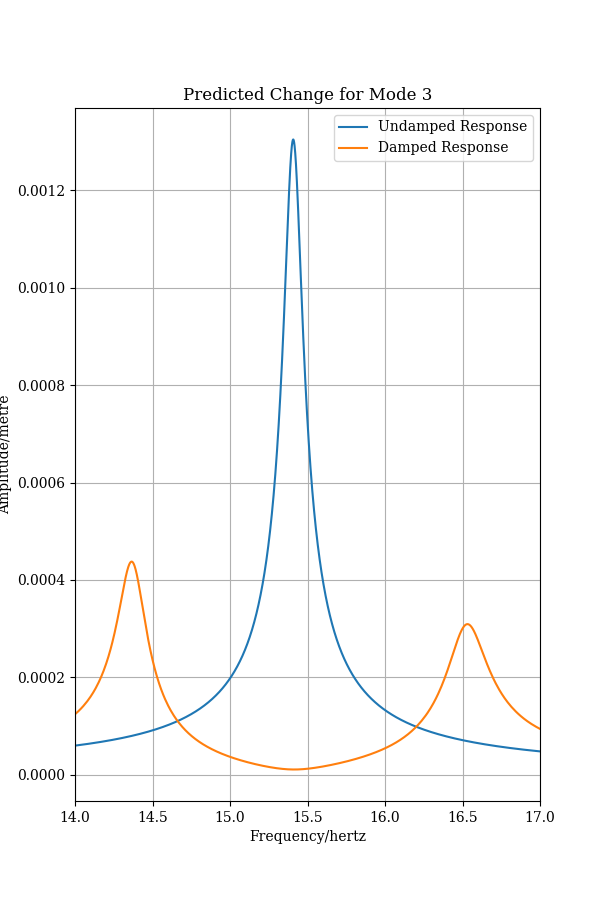 Predicted Change for Mode 3
Undamped Response
Damped Response
0.0012
0.0010
0.0008
0.0006
0.0004
0.0002
0.0000
Amplitude/metre
14.0 14.5 15.0 15.5 16.0 16.5 17.0
Frequency/hertz